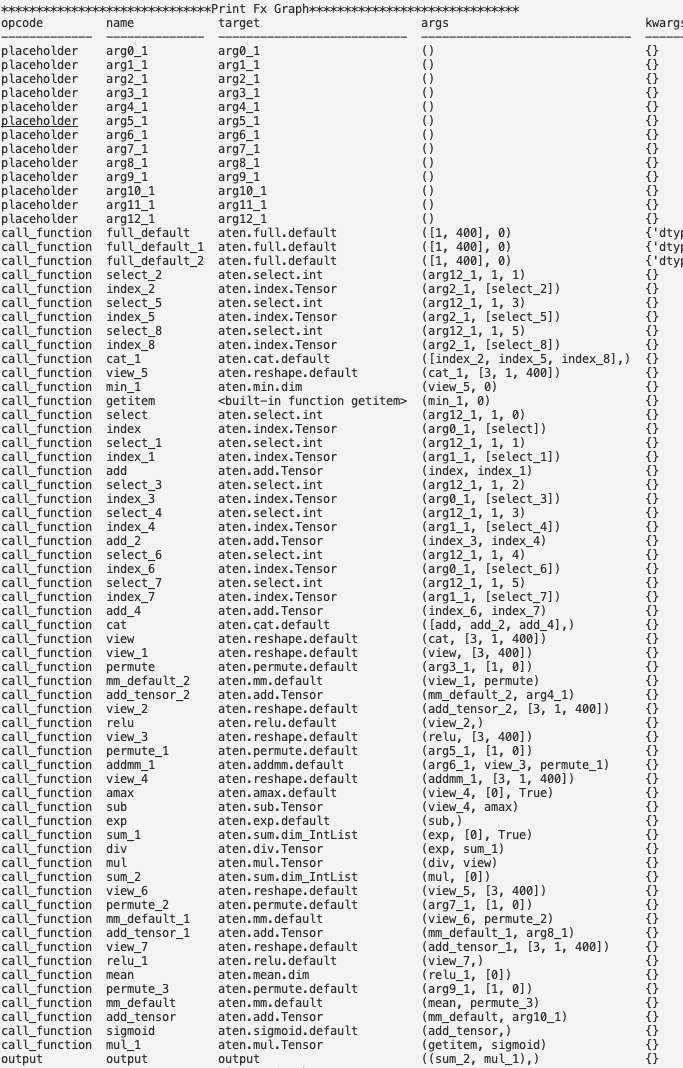 ******************************Print Fx Graph******************************
opcode name target args kwargs
placeholder arg0_1 arg0_1 () {}
placeholder arg1_1 arg1_1 () {}
placeholder arg2_1 arg2_1 () {}
placeholder arg3_1 arg3_1 () {}
placeholder arg4_1 arg4_1 () {}
placeholder arg5_1 arg5_1 () {}
placeholder arg6_1 arg6_1 () {}
placeholder arg7_1 arg7_1 () {}
placeholder arg8_1 arg8_1 () {}
placeholder arg9_1 arg9_1 () {}
placeholder arg10_1 arg10_1 () {}
placeholder arg11_1 arg11_1 () {}
placeholder arg12_1 arg12_1 () {}
call_function full_default aten.full.default ([1, 400], 0) {'dtyp
call_function full_default_1 aten.full.default ([1, 400], 0) {'dtyp
call_function full_default_2 aten.full.default ([1, 400], 0) {'dtyp
call_function select_2 aten.select.int (arg12_1, 1, 1) {}
call_function index_2 aten.index.Tensor (arg2_1, [select_2]) {}
call_function select_5 aten.select.int (arg12_1, 1, 3) {}
call_function index_5 aten.index.Tensor (arg2_1, [select_5]) {}
call_function select_8 aten.select.int (arg12_1, 1, 5) {}
call_function index_8 aten.index.Tensor (arg2_1, [select_8]) {}
call_function cat_1 aten.cat.default ([index_2, index_5, index_8],) {}
call_function view_5 aten.reshape.default (cat_1, [3, 1, 400]) {}
call_function min_1 aten.min.dim (view_5, 0) {}
call_function getitem <built-in function getitem> (min_1, 0) {}
call_function select aten.select.int (arg12_1, 1, 0) {}
call_function index aten.index.Tensor (arg0_1, [select]) {}
call_function select_1 aten.select.int (arg12_1, 1, 1) {}
call_function index_1 aten.index.Tensor (arg1_1, [select_1]) {}
call_function add aten.add.Tensor (index, index_1) {}
call_function select_3 aten.select.int (arg12_1, 1, 2) {}
call_function index_3 aten.index.Tensor (arg0_1, [select_3]) {}
call_function select_4 aten.select.int (arg12_1, 1, 3) {}
call_function index_4 aten.index.Tensor (arg1_1, [select_4]) {}
call_function add_2 aten.add.Tensor (index_3, index_4) {}
call_function select_6 aten.select.int (arg12_1, 1, 4) {}
call_function index_6 aten.index.Tensor (arg0_1, [select_6]) {}
call_function select_7 aten.select.int (arg12_1, 1, 5) {}
call_function index_7 aten.index.Tensor (arg1_1, [select_7]) {}
call_function add_4 aten.add.Tensor (index_6, index_7) {}
call_function cat aten.cat.default ([add, add_2, add_4],) {}
call_function view aten.reshape.default (cat, [3, 1, 400]) {}
call_function view_1 aten.reshape.default (view, [3, 400]) {}
call_function permute aten.permute.default (arg3_1, [1, 0]) {}
call_function mm_default_2 aten.mm.default (view_1, permute) {}
call_function add_tensor_2 aten.add.Tensor (mm_default_2, arg4_1) {}
call_function view_2 aten.reshape.default (add_tensor_2, [3, 1, 400]) {}
call_function relu aten.relu.default (view_2,) {}
call_function view_3 aten.reshape.default (relu, [3, 400]) {}
call_function permute_1 aten.permute.default (arg5_1, [1, 0]) {}
call_function addmm_1 aten.addmm.default (arg6_1, view_3, permute_1) {}
call_function view_4 aten.reshape.default (addmm_1, [3, 1, 400]) {}
call_function amax aten.amax.default (view_4, [0], True) {}
call_function sub aten.sub.Tensor (view_4, amax) {}
call_function exp aten.exp.default (sub,) {}
call_function sum_1 aten.sum.dim_IntList (exp, [0], True) {}
call_function div aten.div.Tensor (exp, sum_1) {}
call_function mul aten.mul.Tensor (div, view) {}
call_function sum_2 aten.sum.dim_IntList (mul, [0]) {}
call_function view_6 aten.reshape.default (view_5, [3, 400]) {}
call_function permute_2 aten.permute.default (arg7_1, [1, 0]) {}
call_function mm_default_1 aten.mm.default (view_6, permute_2) {}
call_function add_tensor_1 aten.add.Tensor (mm_default_1, arg8_1) {}
call_function view_7 aten.reshape.default (add_tensor_1, [3, 1, 400]) {}
call_function relu_1 aten.relu.default (view_7,) {}
call_function mean aten.mean.dim (relu_1, [0]) {}
call_function permute_3 aten.permute.default (arg9_1, [1, 0]) {}
call_function mm_default aten.mm.default (mean, permute_3) {}
call_function add_tensor aten.add.Tensor (mm_default, arg10_1) {}
call_function sigmoid aten.sigmoid.default (add_tensor,) {}
call_function mul_1 aten.mul.Tensor (getitem, sigmoid) {}
output output output ((sum_2, mul_1),) {}